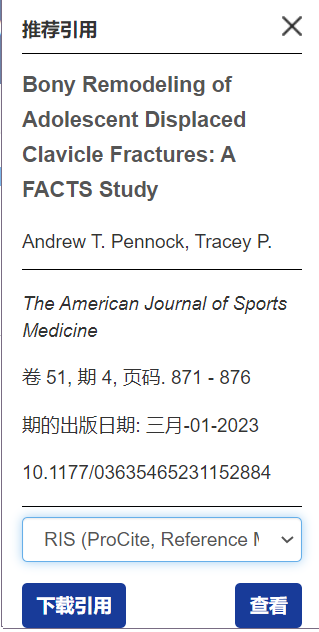 推荐引用
Bony Remodeling of
Adolescent Displaced
Clavicle Fractures: A
FACTS Study
Andrew T. Pennock, Tracey P.
The American Journal of Sports
Medicine
卷 51, 期 4, 页码. 871 - 876
期的出版日期: 三月-01-2023
10.1177/03635465231152884
RIS (ProCite, Reference M
下载引用 查看